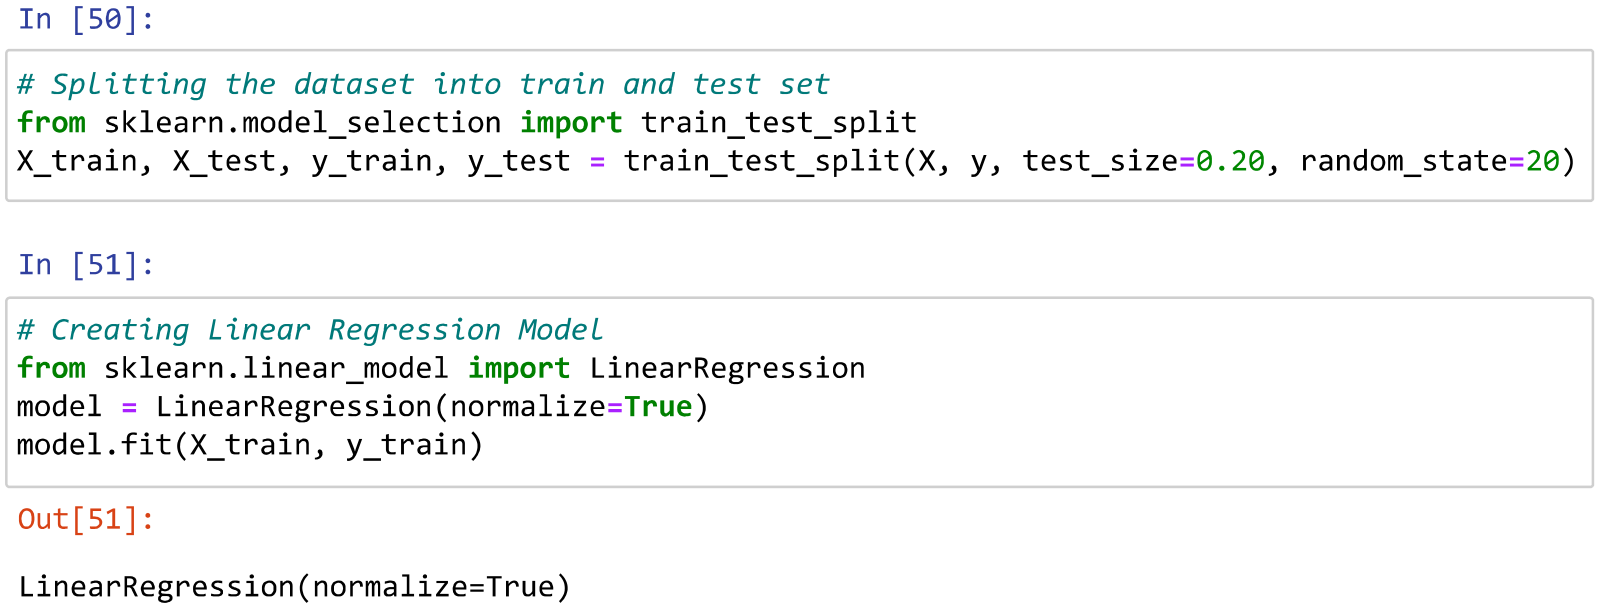 In [50]:
# Splitting the dataset into train and test set
from sklearn.model_selection import train_test_split
X_train, X_test, y_train, y_test = train_test_split(X, y, test_size=0.20, random_state=20)
In [51]:
# Creating Linear Regression Model
from sklearn.linear_model import LinearRegression
model = LinearRegression(normalize=True)
model.fit(X_train, y_train)
Out[51]:
LinearRegression(normalize=True)